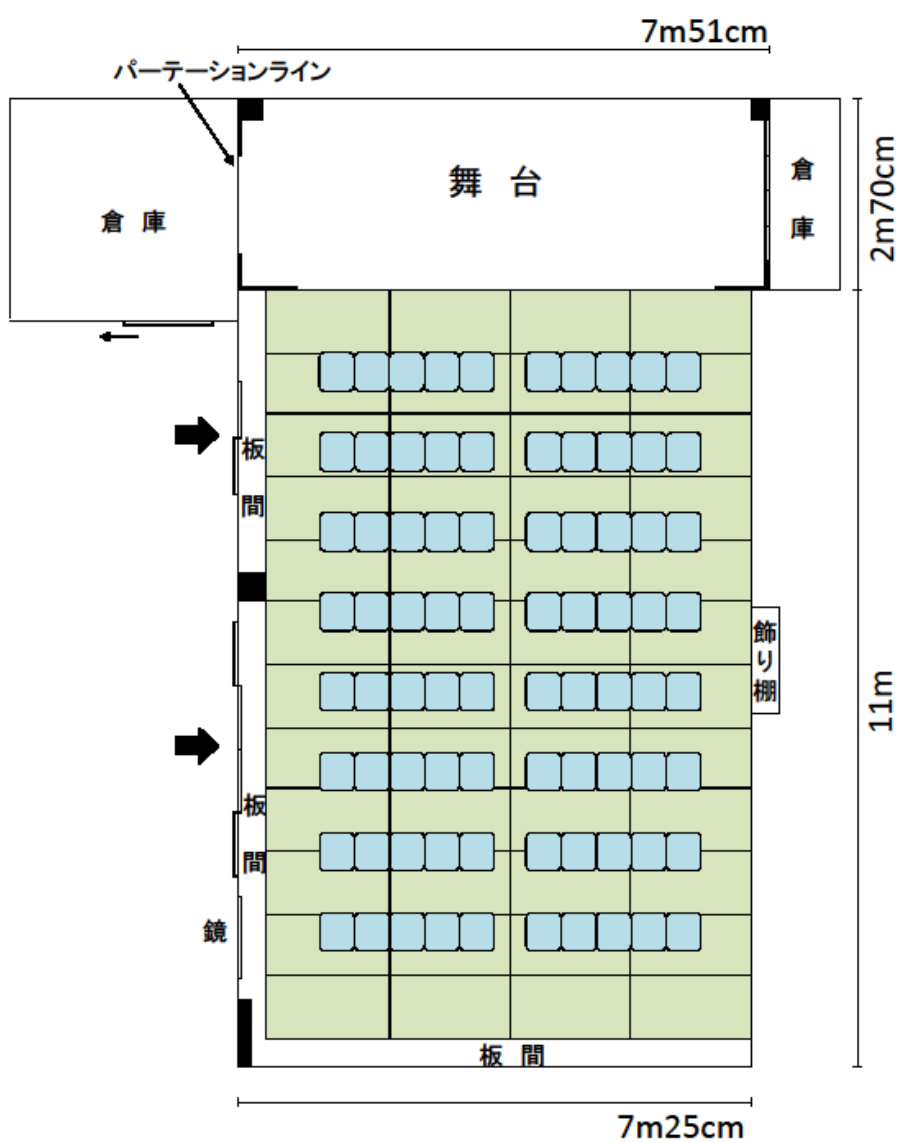 7m51cm
パーテーションライン
舞 台
倉 庫
倉
庫
2m70cm
板
間
飾り棚
11m
板
間
鏡
板 間
7m25cm